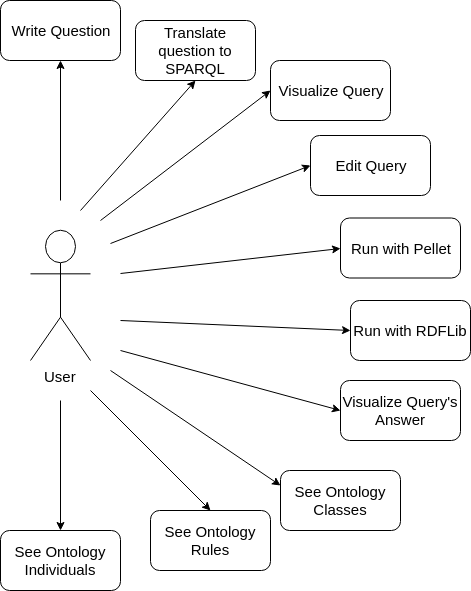 Write Question
Translate
question to
SPARQL
Visualize Query
Edit Query
Run with Pellet
Run with RDFLib
User
Visualize Query's
Answer
See Ontology
Classes
See Ontology
Rules
See Ontology
Individuals